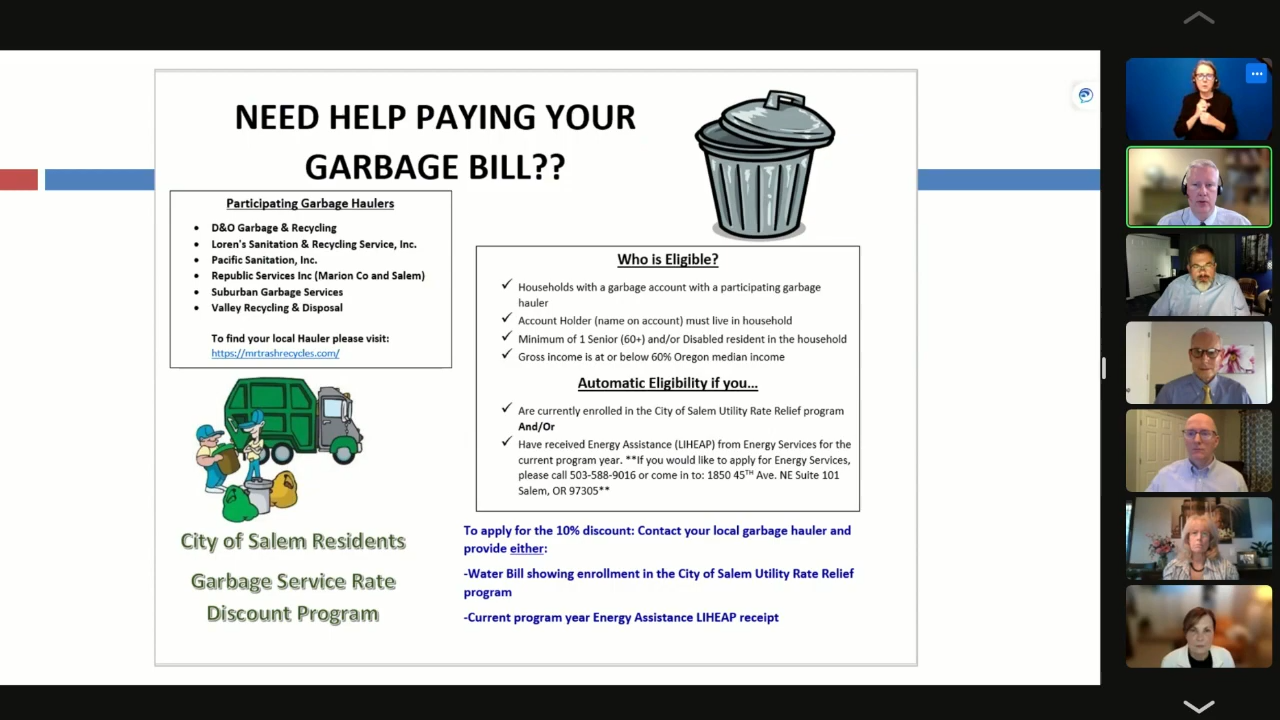 NEED HELP PAYING YOUR
GARBAGE BILL??
Participating Garbage Haulers
• D&O Garbage & Recycling
• Loren's Sanitation & Recycling Service, Inc.
• Pacific Sanitation, Inc.
• Republic Services Inc (Marion Co and Salem)
• Suburban Garbage Services
• Valley Recycling & Disposal
To find your local Hauler please visit:
https://mrtrashrecycles.com/
Who is Eligible?
✓ Households with a garbage account with a participating garbage
hauler
✓ Account Holder (name on account) must live in household
✓ Minimum of 1 Senior (60+) and/or Disabled resident in the household
✓ Gross income is at or below 60% Oregon median income
Automatic Eligibility if you...
✓ Are currently enrolled in the City of Salem Utility Rate Relief program
And/Or
✓ Have received Energy Assistance (LIHEAP) from Energy Services for the
current program year. **If you would like to apply for Energy Services,
please call 503-588-9016 or come in to: 1850 45TH Ave. NE Suite 101
Salem, OR 97305**
City of Salem Residents
Garbage Service Rate
Discount Program
To apply for the 10% discount: Contact your local garbage hauler and
provide either:
-Water Bill showing enrollment in the City of Salem Utility Rate Relief
program
-Current program year Energy Assistance LIHEAP receipt